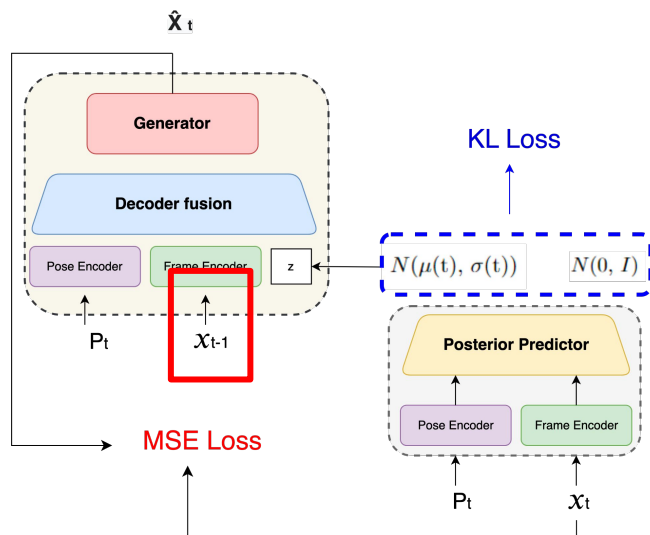 X̂ t
Generator
Decoder fusion
Pose Encoder
Frame Encoder
z
Pt
xt-1
MSE Loss
KL Loss
N(μ(t), σ(t))
N(0, I)
Posterior Predictor
Pose Encoder
Frame Encoder
Pt
xt